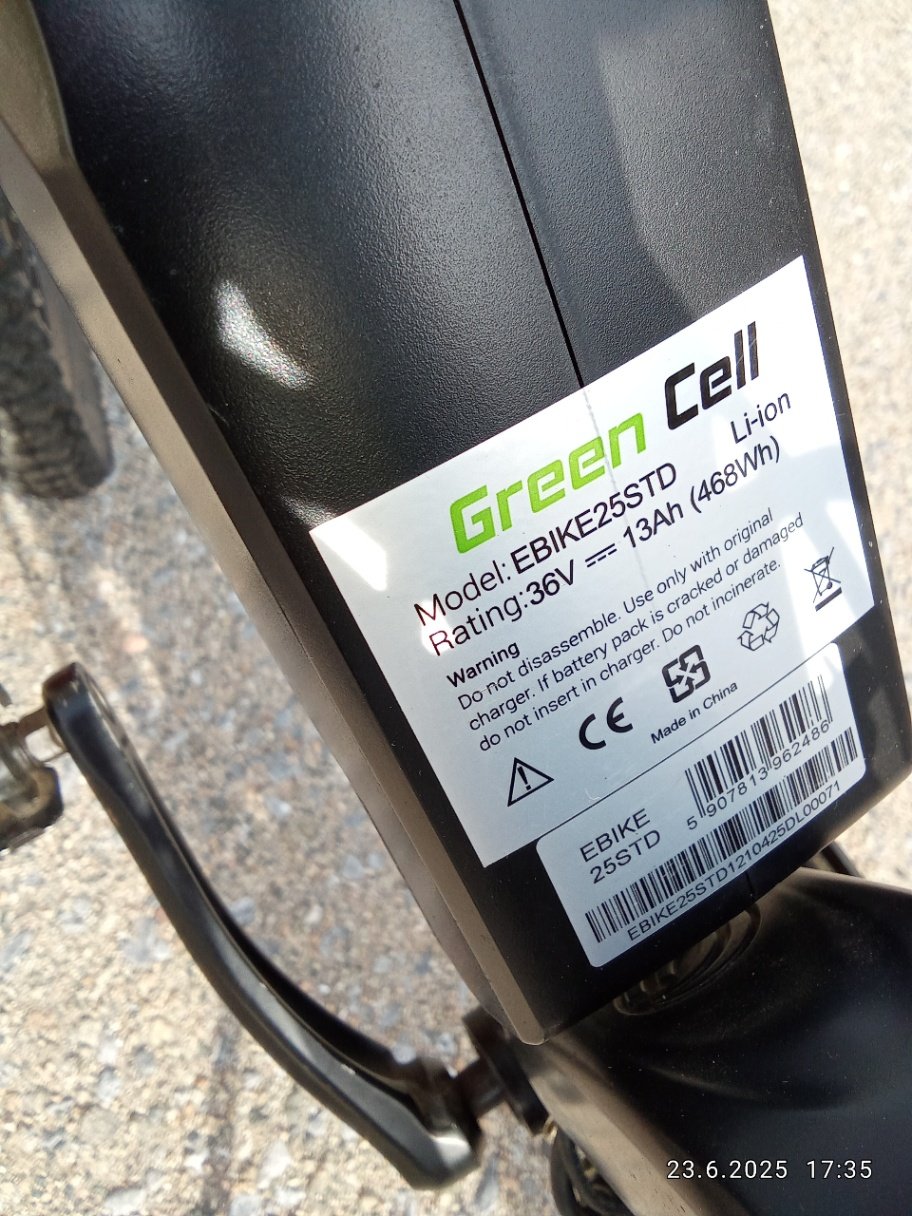 Green Cell
Li-ion
Model: EBIKE25STD
Rating:36V ⎓ 13Ah (468Wh)
Warning
Do not disassemble. Use only with original
charger. If battery pack is cracked or damaged
do not insert in charger. Do not incinerate.
CE
Made in China
EBIKE
25STD
5 907813 962486
EBIKE25STD1210425DL00071
23.6.2025 17:35